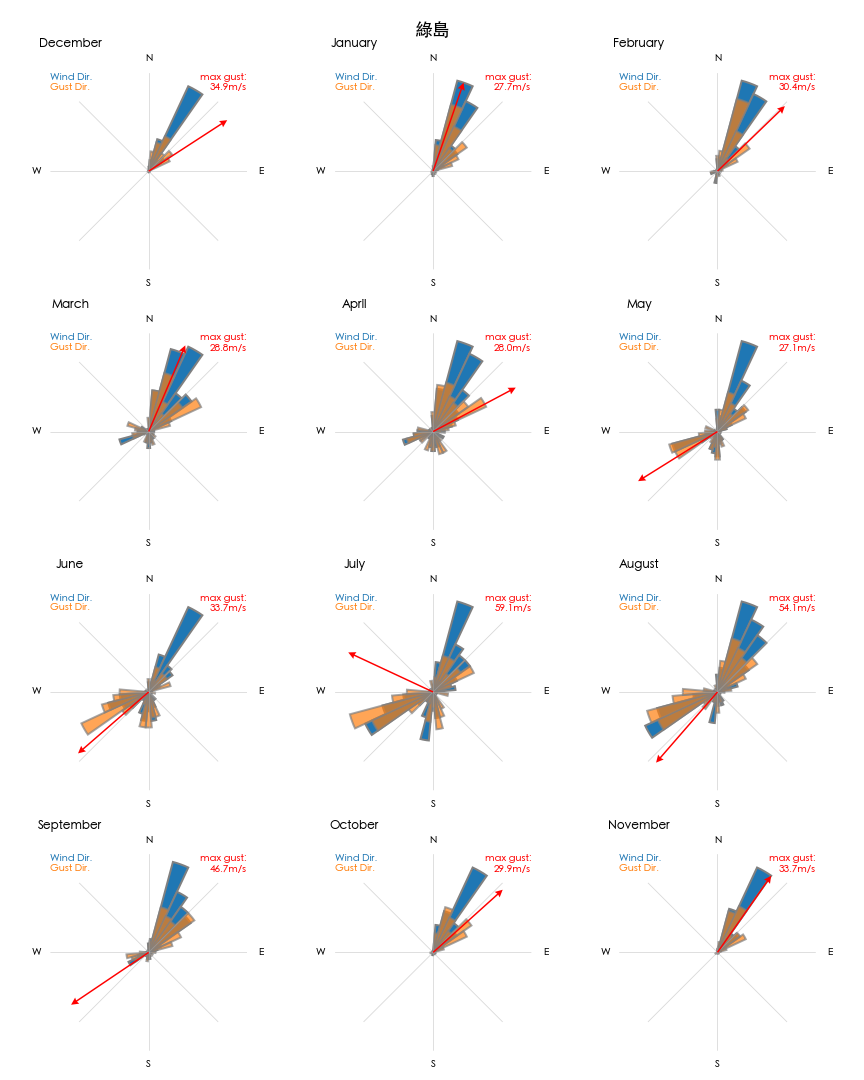 綠島
December
N
Wind Dir.
Gust Dir.
max gust:
34.9m/s
W
E
S
January
N
Wind Dir.
Gust Dir.
max gust:
27.7m/s
W
E
S
February
N
Wind Dir.
Gust Dir.
max gust:
30.4m/s
W
E
S
March
N
Wind Dir.
Gust Dir.
max gust:
28.8m/s
W
E
S
April
N
Wind Dir.
Gust Dir.
max gust:
28.0m/s
W
E
S
May
N
Wind Dir.
Gust Dir.
max gust:
27.1m/s
W
E
S
June
N
Wind Dir.
Gust Dir.
max gust:
33.7m/s
W
E
S
July
N
Wind Dir.
Gust Dir.
max gust:
59.1m/s
W
E
S
August
N
Wind Dir.
Gust Dir.
max gust:
54.1m/s
W
E
S
September
N
Wind Dir.
Gust Dir.
max gust:
46.7m/s
W
E
S
October
N
Wind Dir.
Gust Dir.
max gust:
29.9m/s
W
E
S
November
N
Wind Dir.
Gust Dir.
max gust:
33.7m/s
W
E
S